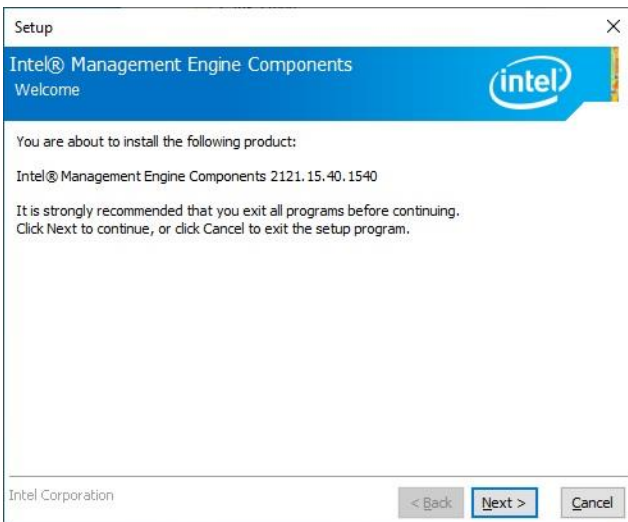 Setup
Intel® Management Engine Components
Welcome
intel
You are about to install the following product:
Intel® Management Engine Components 2121.15.40.1540
It is strongly recommended that you exit all programs before continuing.
Click Next to continue, or click Cancel to exit the setup program.
Intel Corporation
< Back Next > Cancel